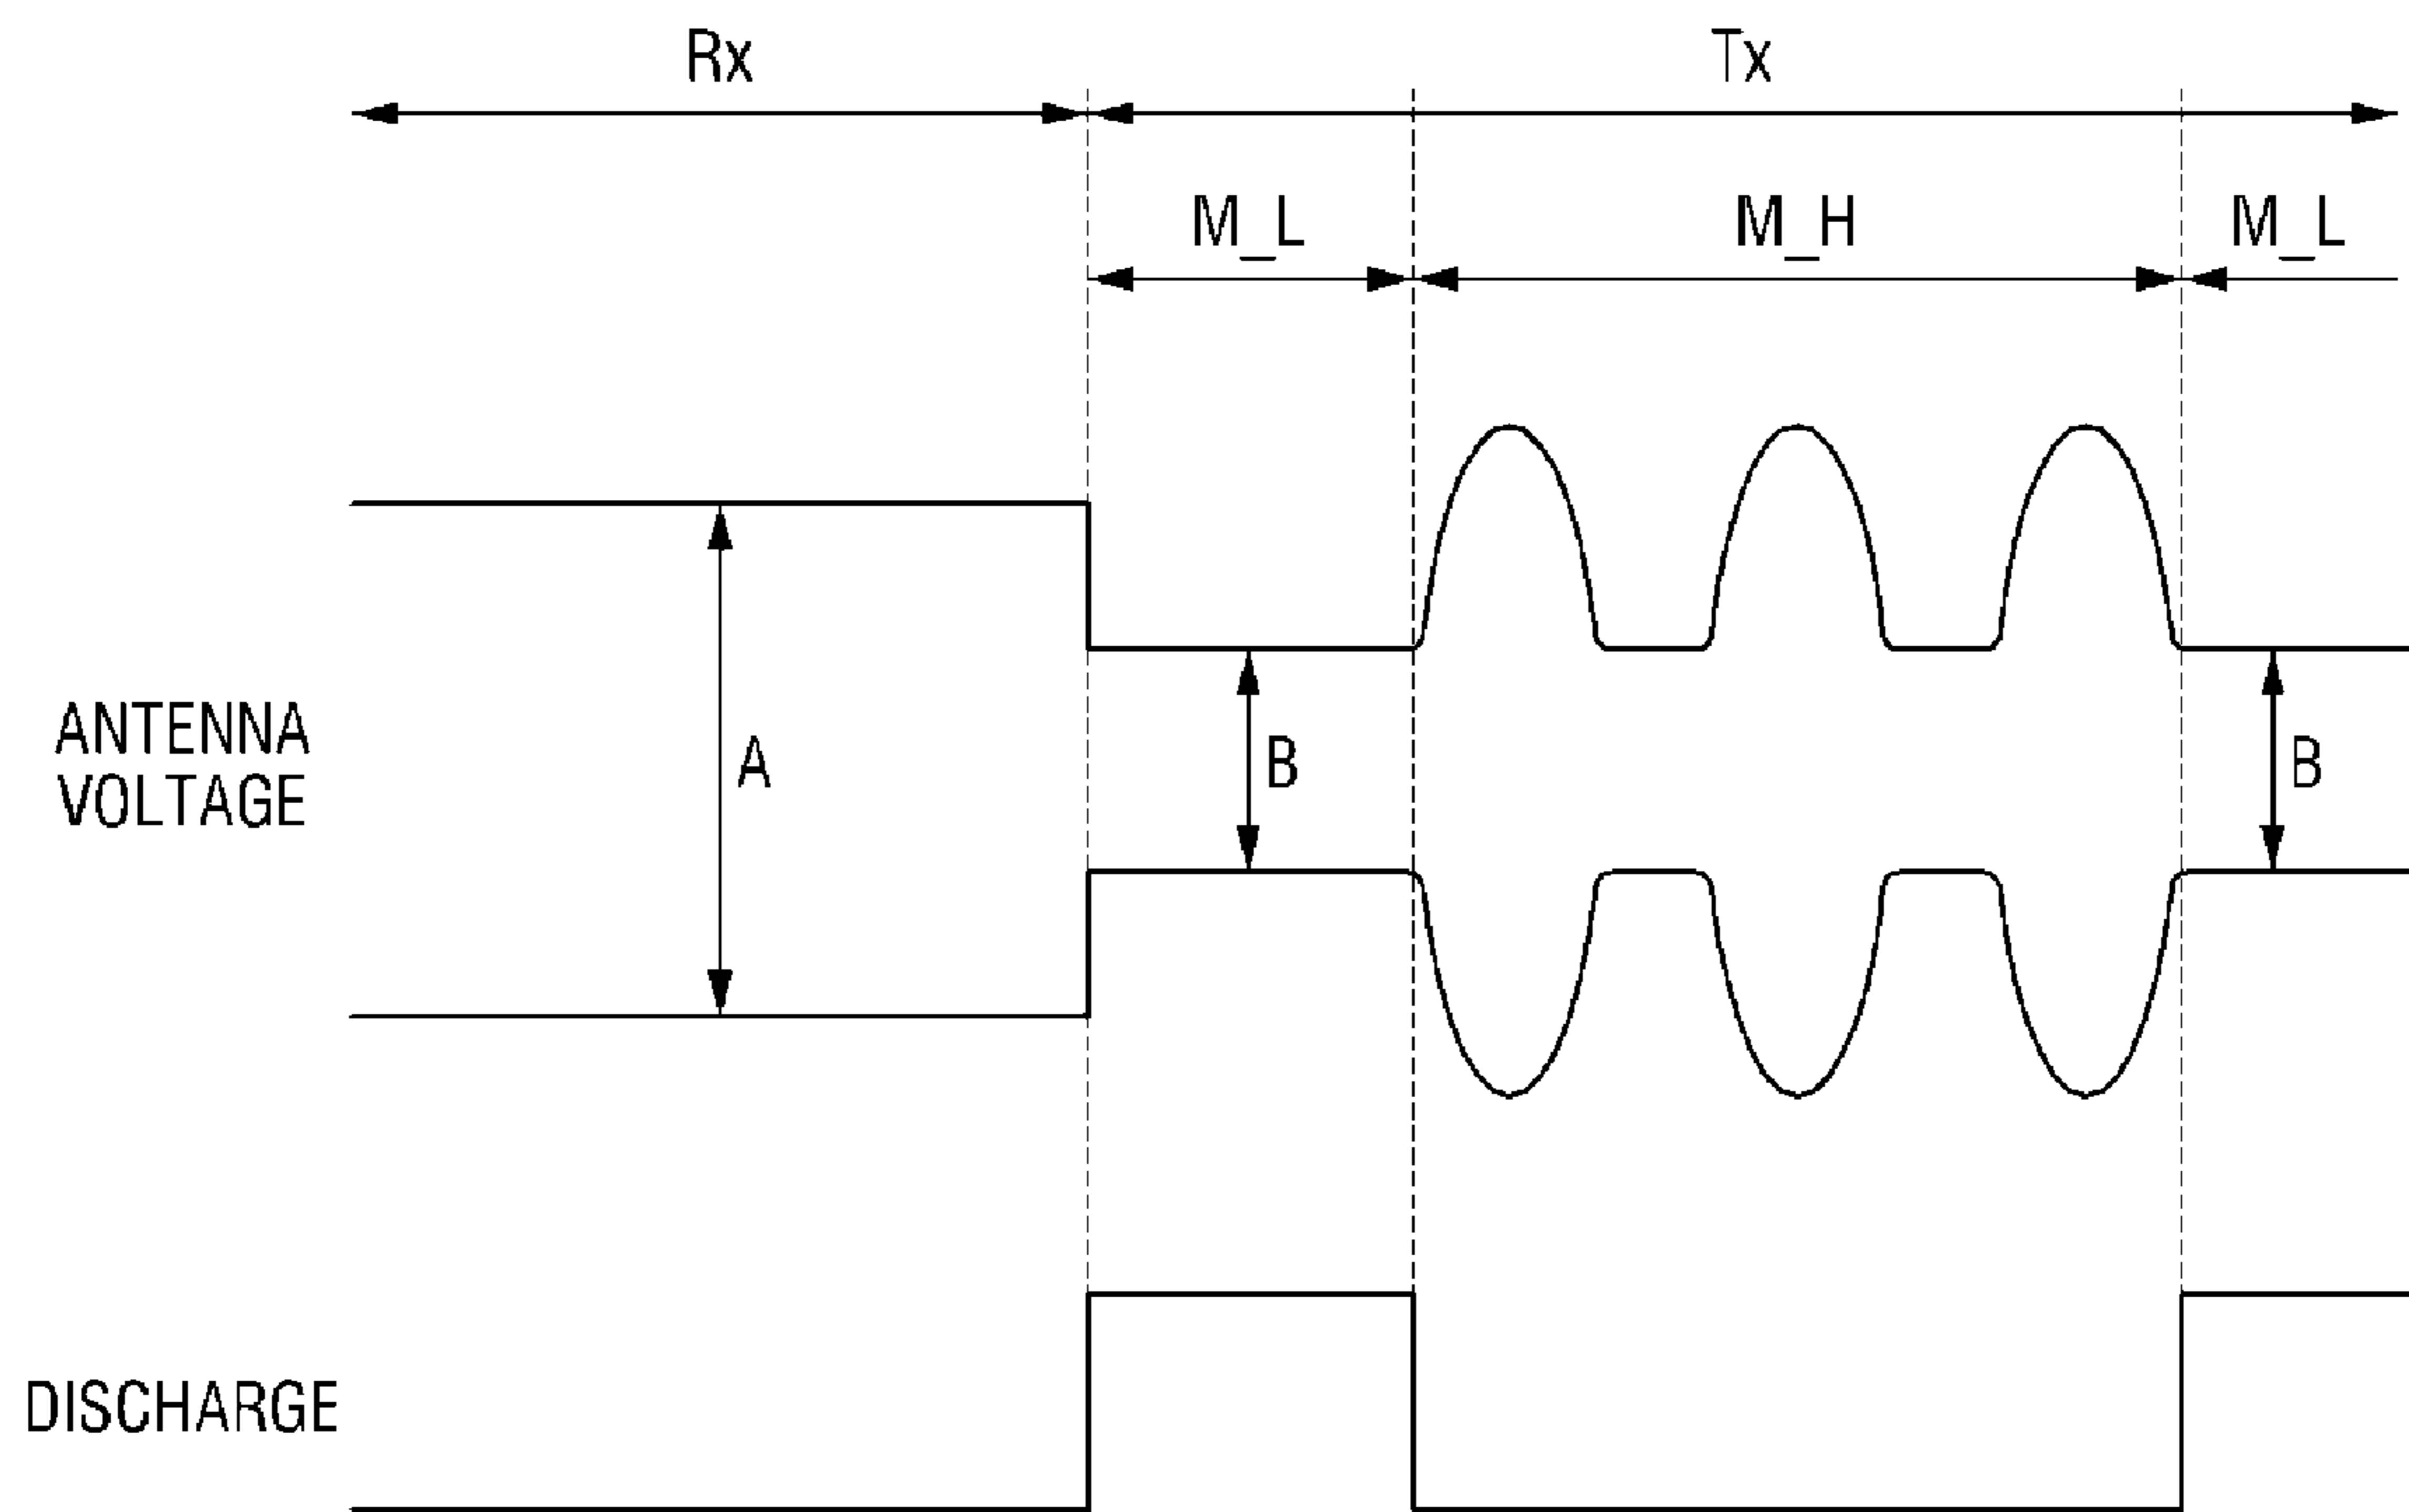 Rx
Tx
M_L
M_H
M_L
ANTENNA
VOLTAGE
A
B
B
DISCHARGE